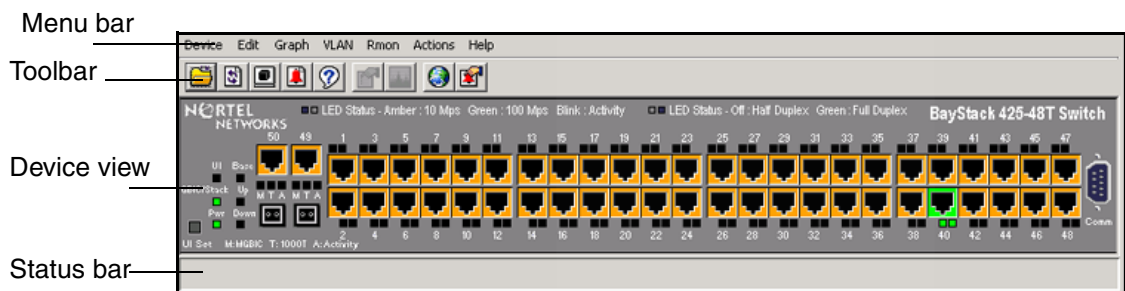 Menu bar
Device Edit Graph VLAN Rmon Actions Help
Toolbar
NORTEL
NETWORKS
LED Status - Amber : 10 Mps Green : 100 Mps Blink : Activity
LED Status - Off : Half Duplex Green : Full Duplex
BayStack 425-48T Switch
50 49 1 3 5 7 9 11 13 15 17 19 21 23 25 27 29 31 33 35 37 39 41 43 45 47
Device view
UI Base
GBIC/Stack Up
M T A M T A
Pwr Down
Comm
2 4 6 8 10 12 14 16 18 20 22 24 26 28 30 32 34 36 38 40 42 44 46 48
UI Set M:MGBIC T:1000T A:Activity
Status bar